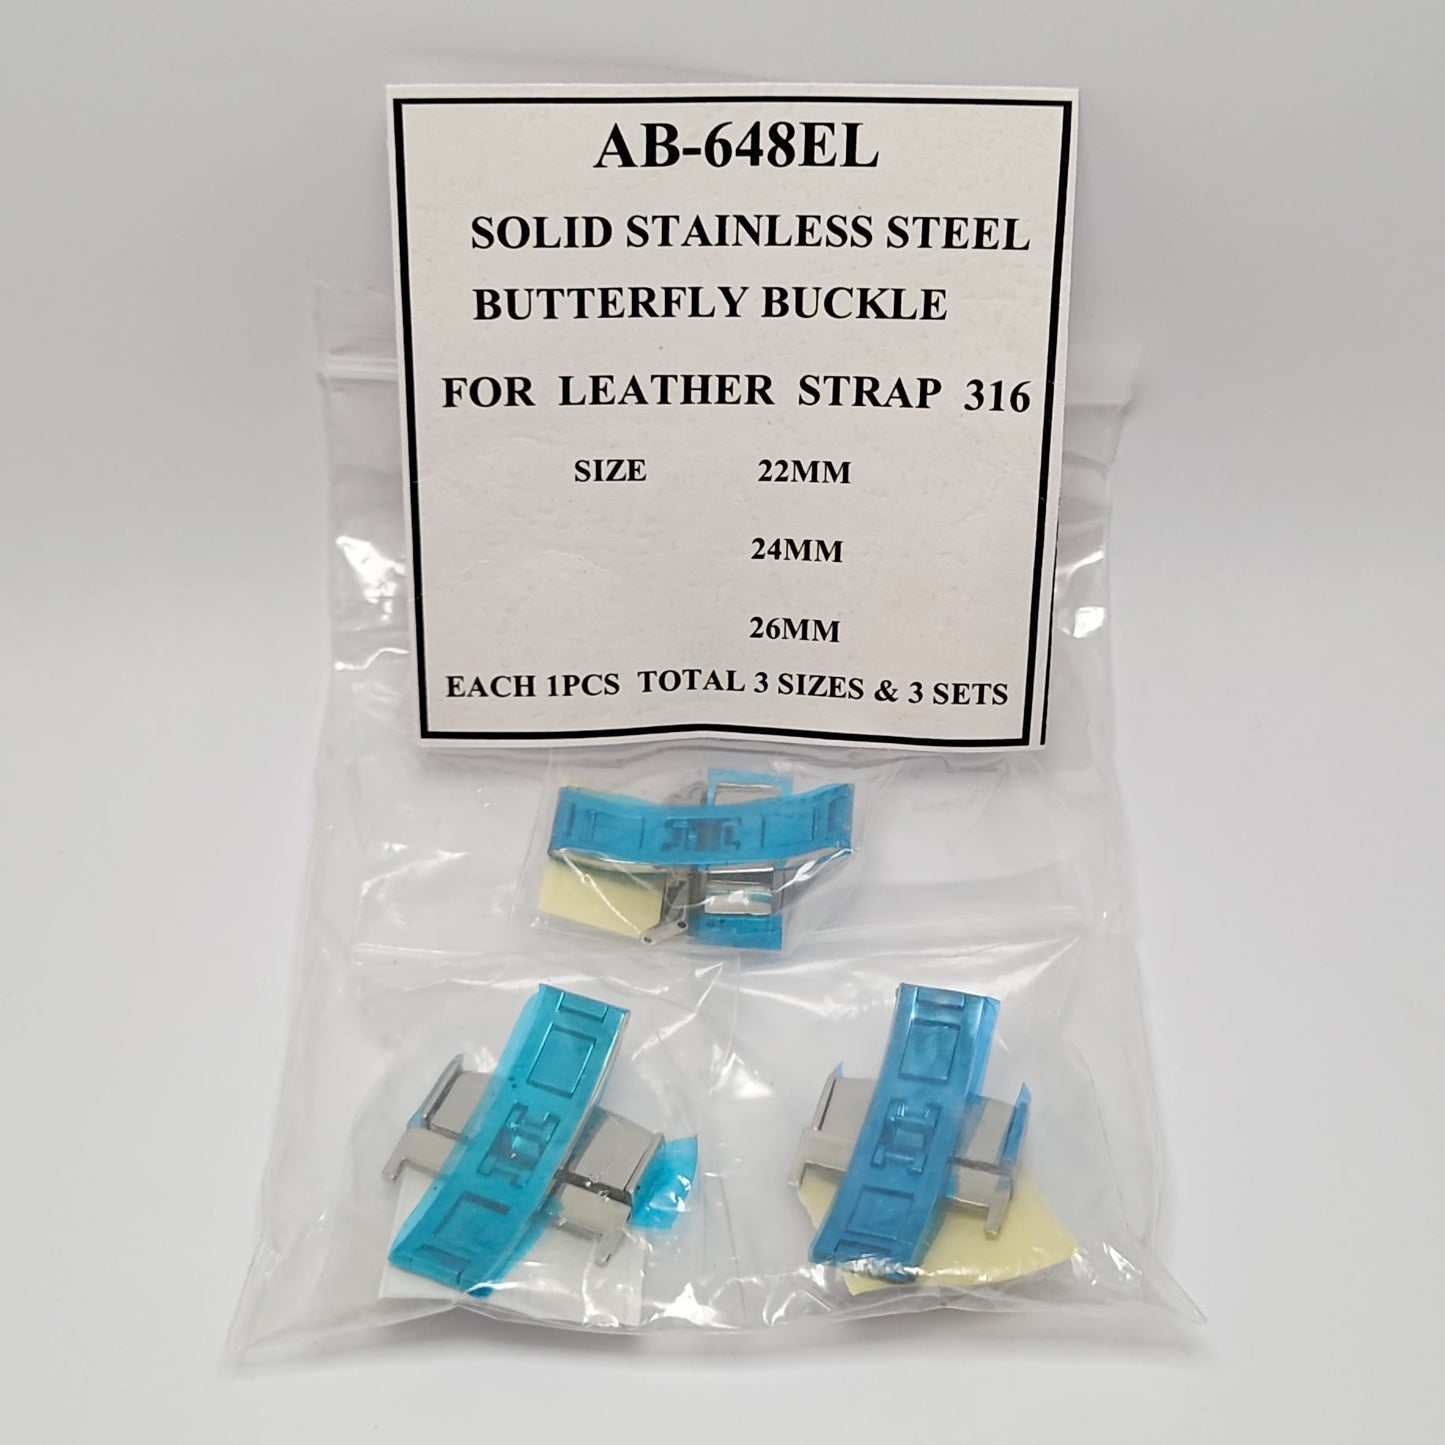 AB-648EL
SOLID STAINLESS STEEL
BUTTERFLY BUCKLE
FOR LEATHER STRAP 316
SIZE 22MM
24MM
26MM
EACH 1PCS TOTAL 3 SIZES & 3 SETS